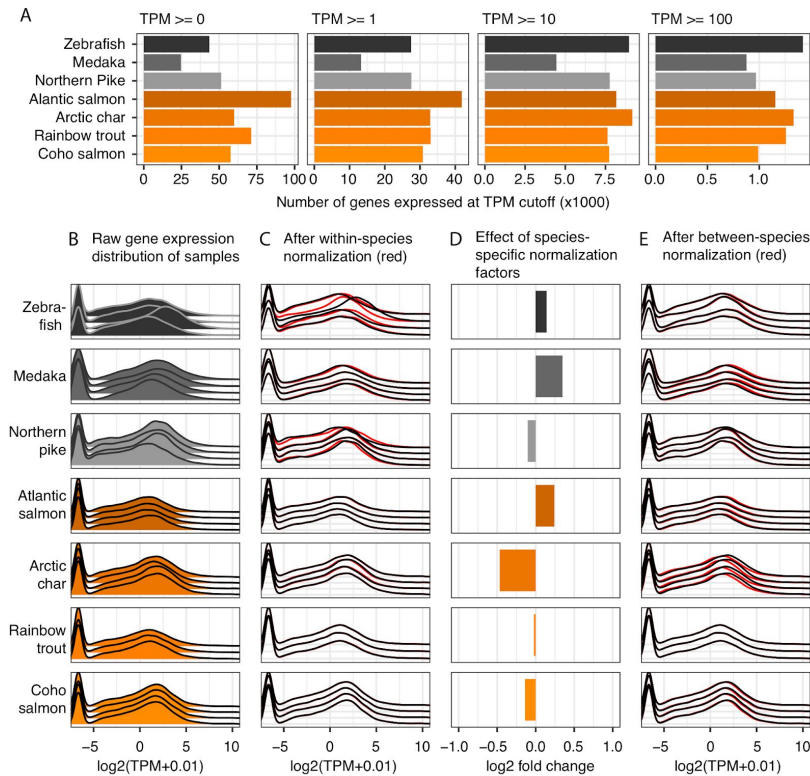 A
TPM >= 0
TPM >= 1
TPM >= 10
TPM >= 100
Zebrafish
Medaka
Northern Pike
Alantic salmon
Arctic char
Rainbow trout
Coho salmon
0 25 50 75 100
0 10 20 30 40
0.0 2.5 5.0 7.5
0.0 0.5 1.0
Number of genes expressed at TPM cutoff (x1000)
B Raw gene expression
distribution of samples
C After within-species
normalization (red)
D Effect of species-
specific normalization
factors
E After between-species
normalization (red)
Zebra-
fish
Medaka
Northern
pike
Atlantic
salmon
Arctic
char
Rainbow
trout
Coho
salmon
−5 0 5 10
−5 0 5 10
−1.0 −0.5 0.0 0.5 1.0
−5 0 5 10
log2(TPM+0.01)
log2(TPM+0.01)
log2 fold change
log2(TPM+0.01)